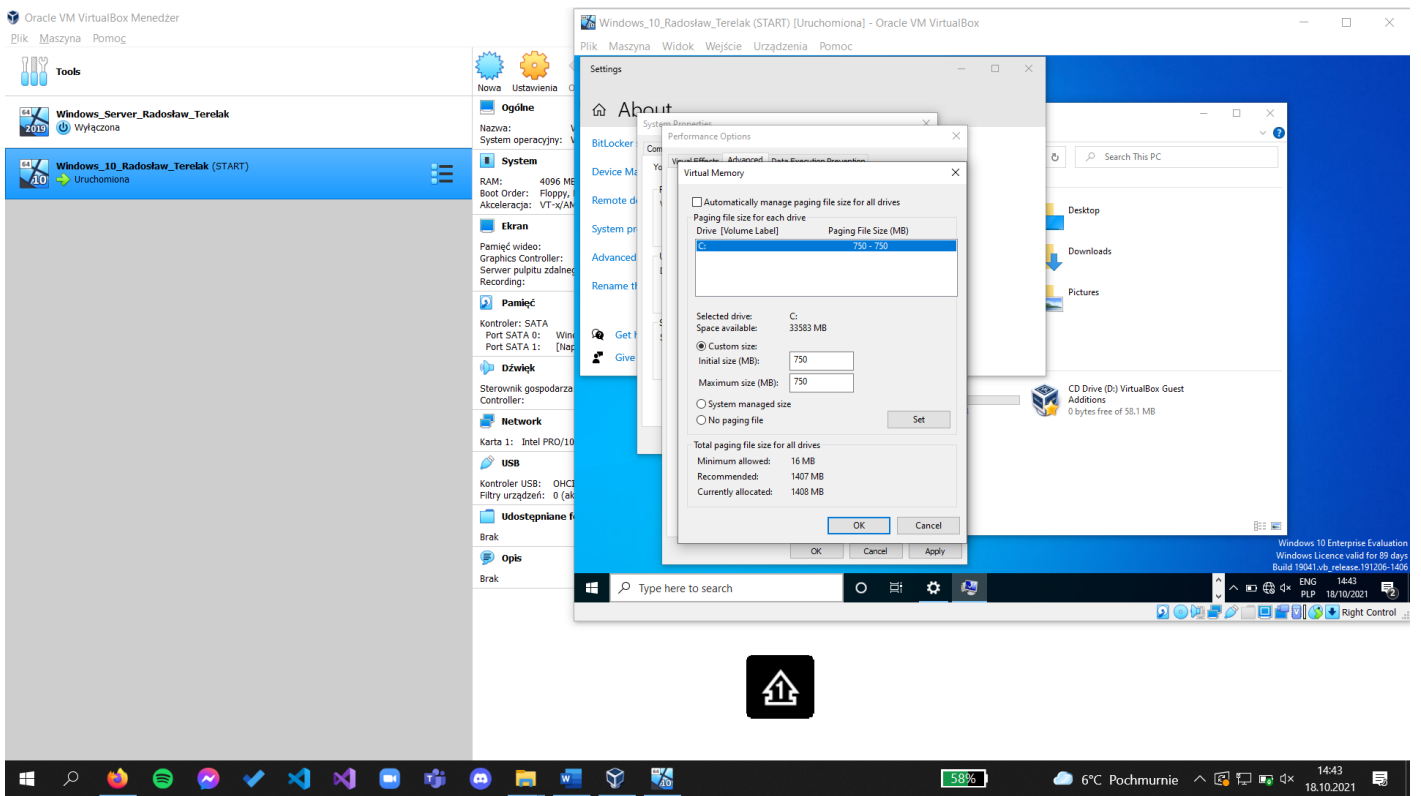 Oracle VM VirtualBox Menedżer
Plik Maszyna Pomoc
Tools
Windows_Server_Radosław_Terelak
Wyłączona
Windows_10_Radosław_Terelak (START)
Uruchomiona
Nowa Ustawienia
Ogólne
Nazwa:
System operacyjny:
System
RAM: 4096 ME
Boot Order: Floppy,
Akceleracja: VT-x/AM
Ekran
Pamięć wideo:
Graphics Controller:
Serwer pulpitu zdalneg
Recording:
Pamięć
Kontroler: SATA
Port SATA 0: Wind
Port SATA 1: [Nap
Dźwięk
Sterownik gospodarza
Controller:
Network
Karta 1: Intel PRO/10
USB
Kontroler USB: OHCI
Filtry urządzeń: 0 (ak
Udostępniane f
Brak
Opis
Brak
Windows_10_Radosław_Terelak (START) [Uruchomiona] - Oracle VM VirtualBox
Plik Maszyna Widok Wejście Urządzenia Pomoc
Settings
About
BitLocker
Device Ma
Remote d
System pr
Advanced
Rename th
Get h
Give
System Properties
Com
Performance Options
Visual Effects Advanced Data Execution Prevention
Virtual Memory
Automatically manage paging file size for all drives
Paging file size for each drive
Drive [Volume Label] Paging File Size (MB)
C: 750 - 750
Selected drive: C:
Space available: 33583 MB
Custom size:
Initial size (MB): 750
Maximum size (MB): 750
System managed size
No paging file Set
Total paging file size for all drives
Minimum allowed: 16 MB
Recommended: 1407 MB
Currently allocated: 1408 MB
OK Cancel
OK Cancel Apply
Search This PC
Desktop
Downloads
Pictures
CD Drive (D:) VirtualBox Guest
Additions
0 bytes free of 58.1 MB
Windows 10 Enterprise Evaluation
Windows Licence valid for 89 days
Build 19041.vb_release.191206-1406
Type here to search
ENG 14:43
PLP 18/10/2021
2
Right Control
1
58%
6°C Pochmurnie
14:43
18.10.2021